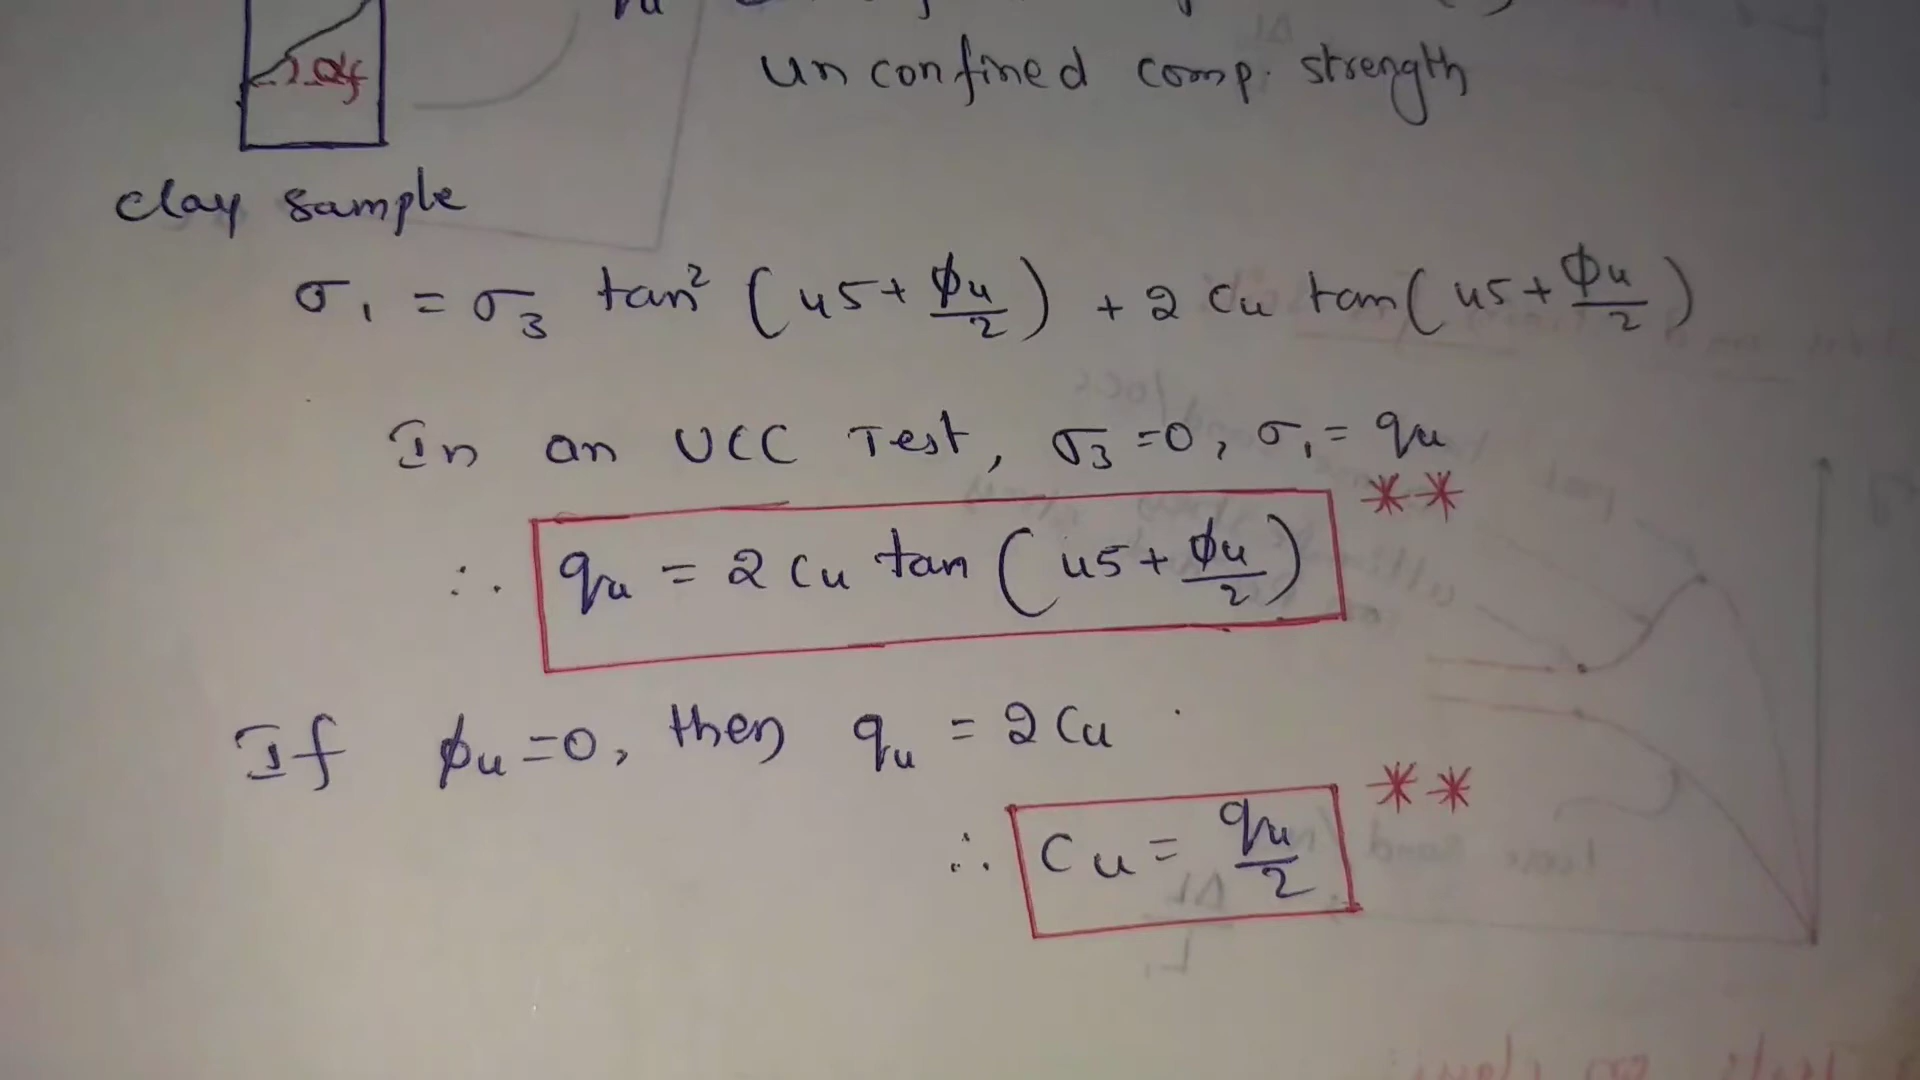 unconfined comp. strength
αf
clay sample
σ₁ = σ₃ tan² (45 + ϕu/2) + 2 Cu tan (45 + ϕu/2)
In an UCC Test, σ₃ = 0, σ₁ = qu
∴ qu = 2 Cu tan (45 + ϕu/2) **
If ϕu = 0, then qu = 2 Cu
∴ Cu = qu/2 **